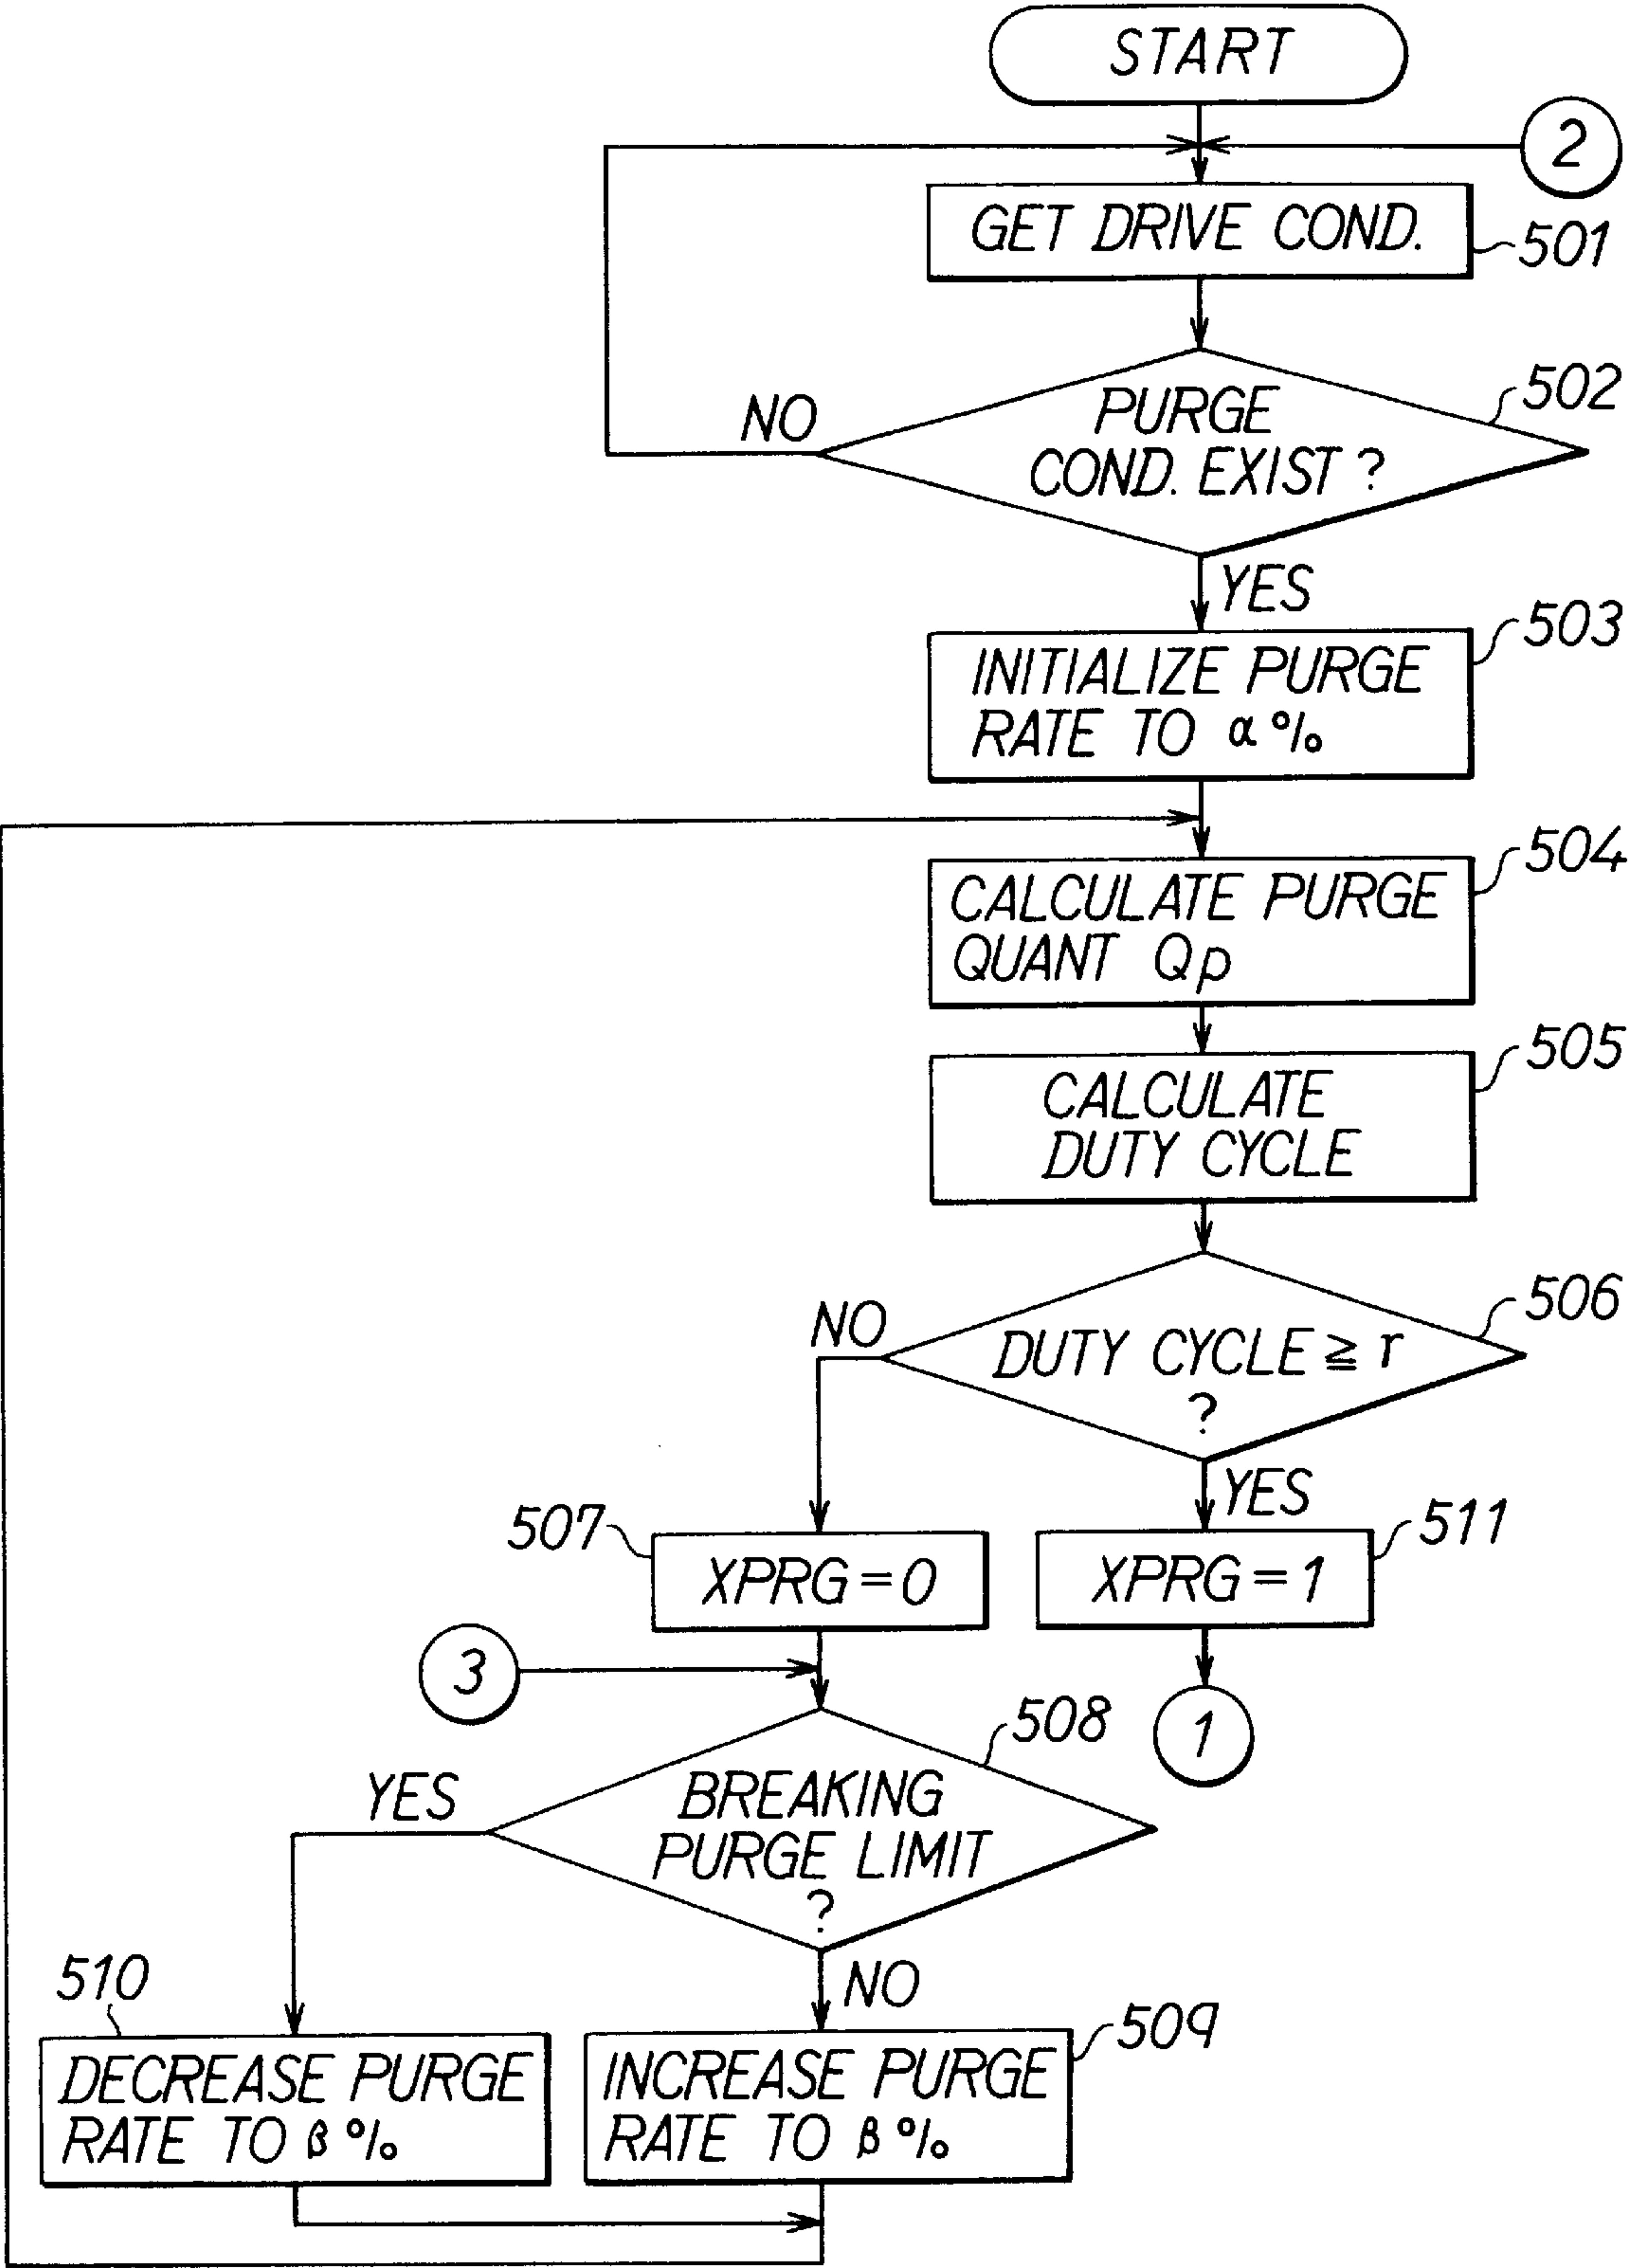 START
2
GET DRIVE COND.
501
502
NO
PURGE
COND. EXIST ?
YES
503
INITIALIZE PURGE
RATE TO α %
504
CALCULATE PURGE
QUANT Qp
505
CALCULATE
DUTY CYCLE
506
NO
DUTY CYCLE ≧ r
?
YES
507
511
XPRG = 0
XPRG = 1
3
1
508
YES
BREAKING
PURGE LIMIT
?
NO
510
509
DECREASE PURGE
RATE TO β %
INCREASE PURGE
RATE TO β %